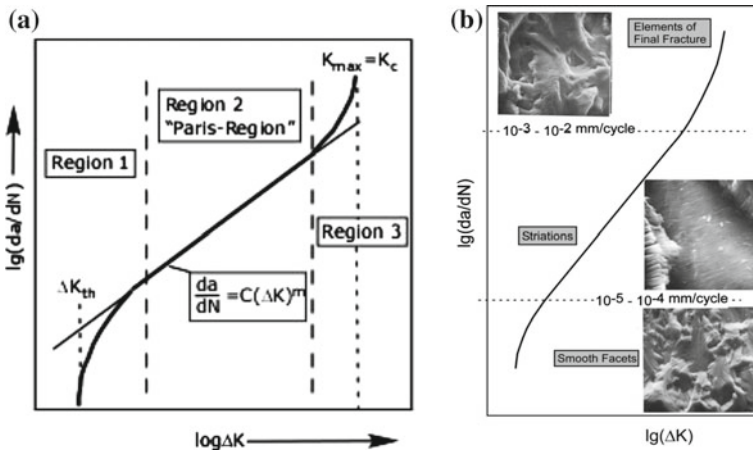 (a)
K_max=K_c
Region 2
"Paris-Region"
Region 1
Region 3
ΔK_th
da/dN = C(ΔK)^m
lg(da/dN)
logΔK
(b)
Elements of
Final Fracture
10^-3 - 10^-2 mm/cycle
lg(da/dN)
Striations
10^-5 - 10^-4 mm/cycle
Smooth Facets
lg(ΔK)